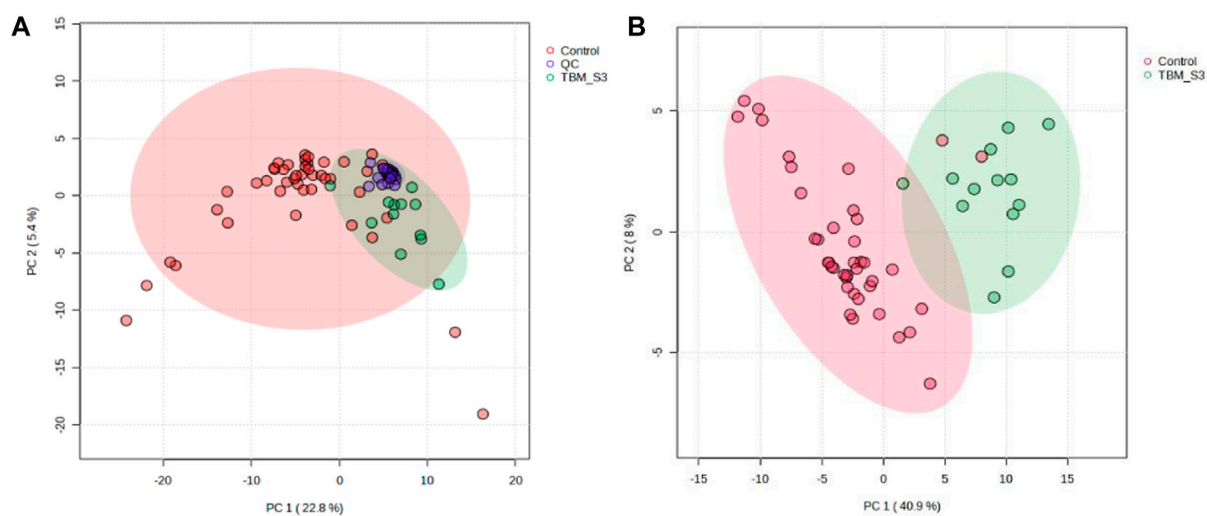 A
15
10
5
0
-5
-10
-15
-20
PC 2 ( 5.4 %)
-20
-10
0
10
20
PC 1 ( 22.8 %)
Control
QC
TBM_S3
B
5
0
-5
PC 2 ( 8 %)
-15
-10
-5
0
5
10
15
PC 1 ( 40.9 %)
Control
TBM_S3